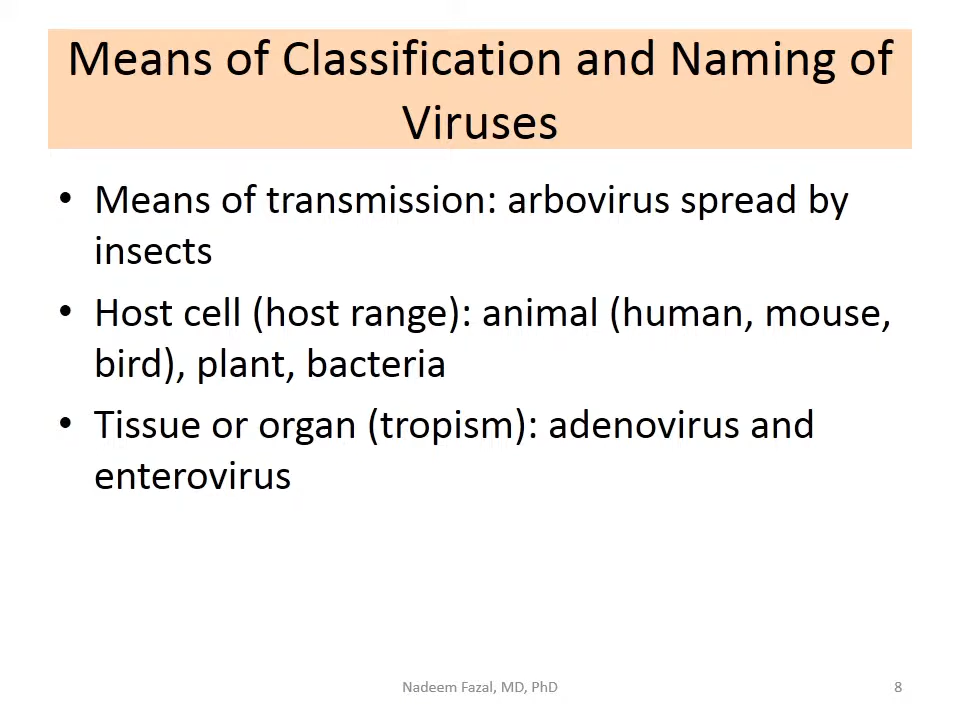 Means of Classification and Naming of
Viruses
• Means of transmission: arbovirus spread by
insects
• Host cell (host range): animal (human, mouse,
bird), plant, bacteria
• Tissue or organ (tropism): adenovirus and
enterovirus
Nadeem Fazal, MD, PhD
8